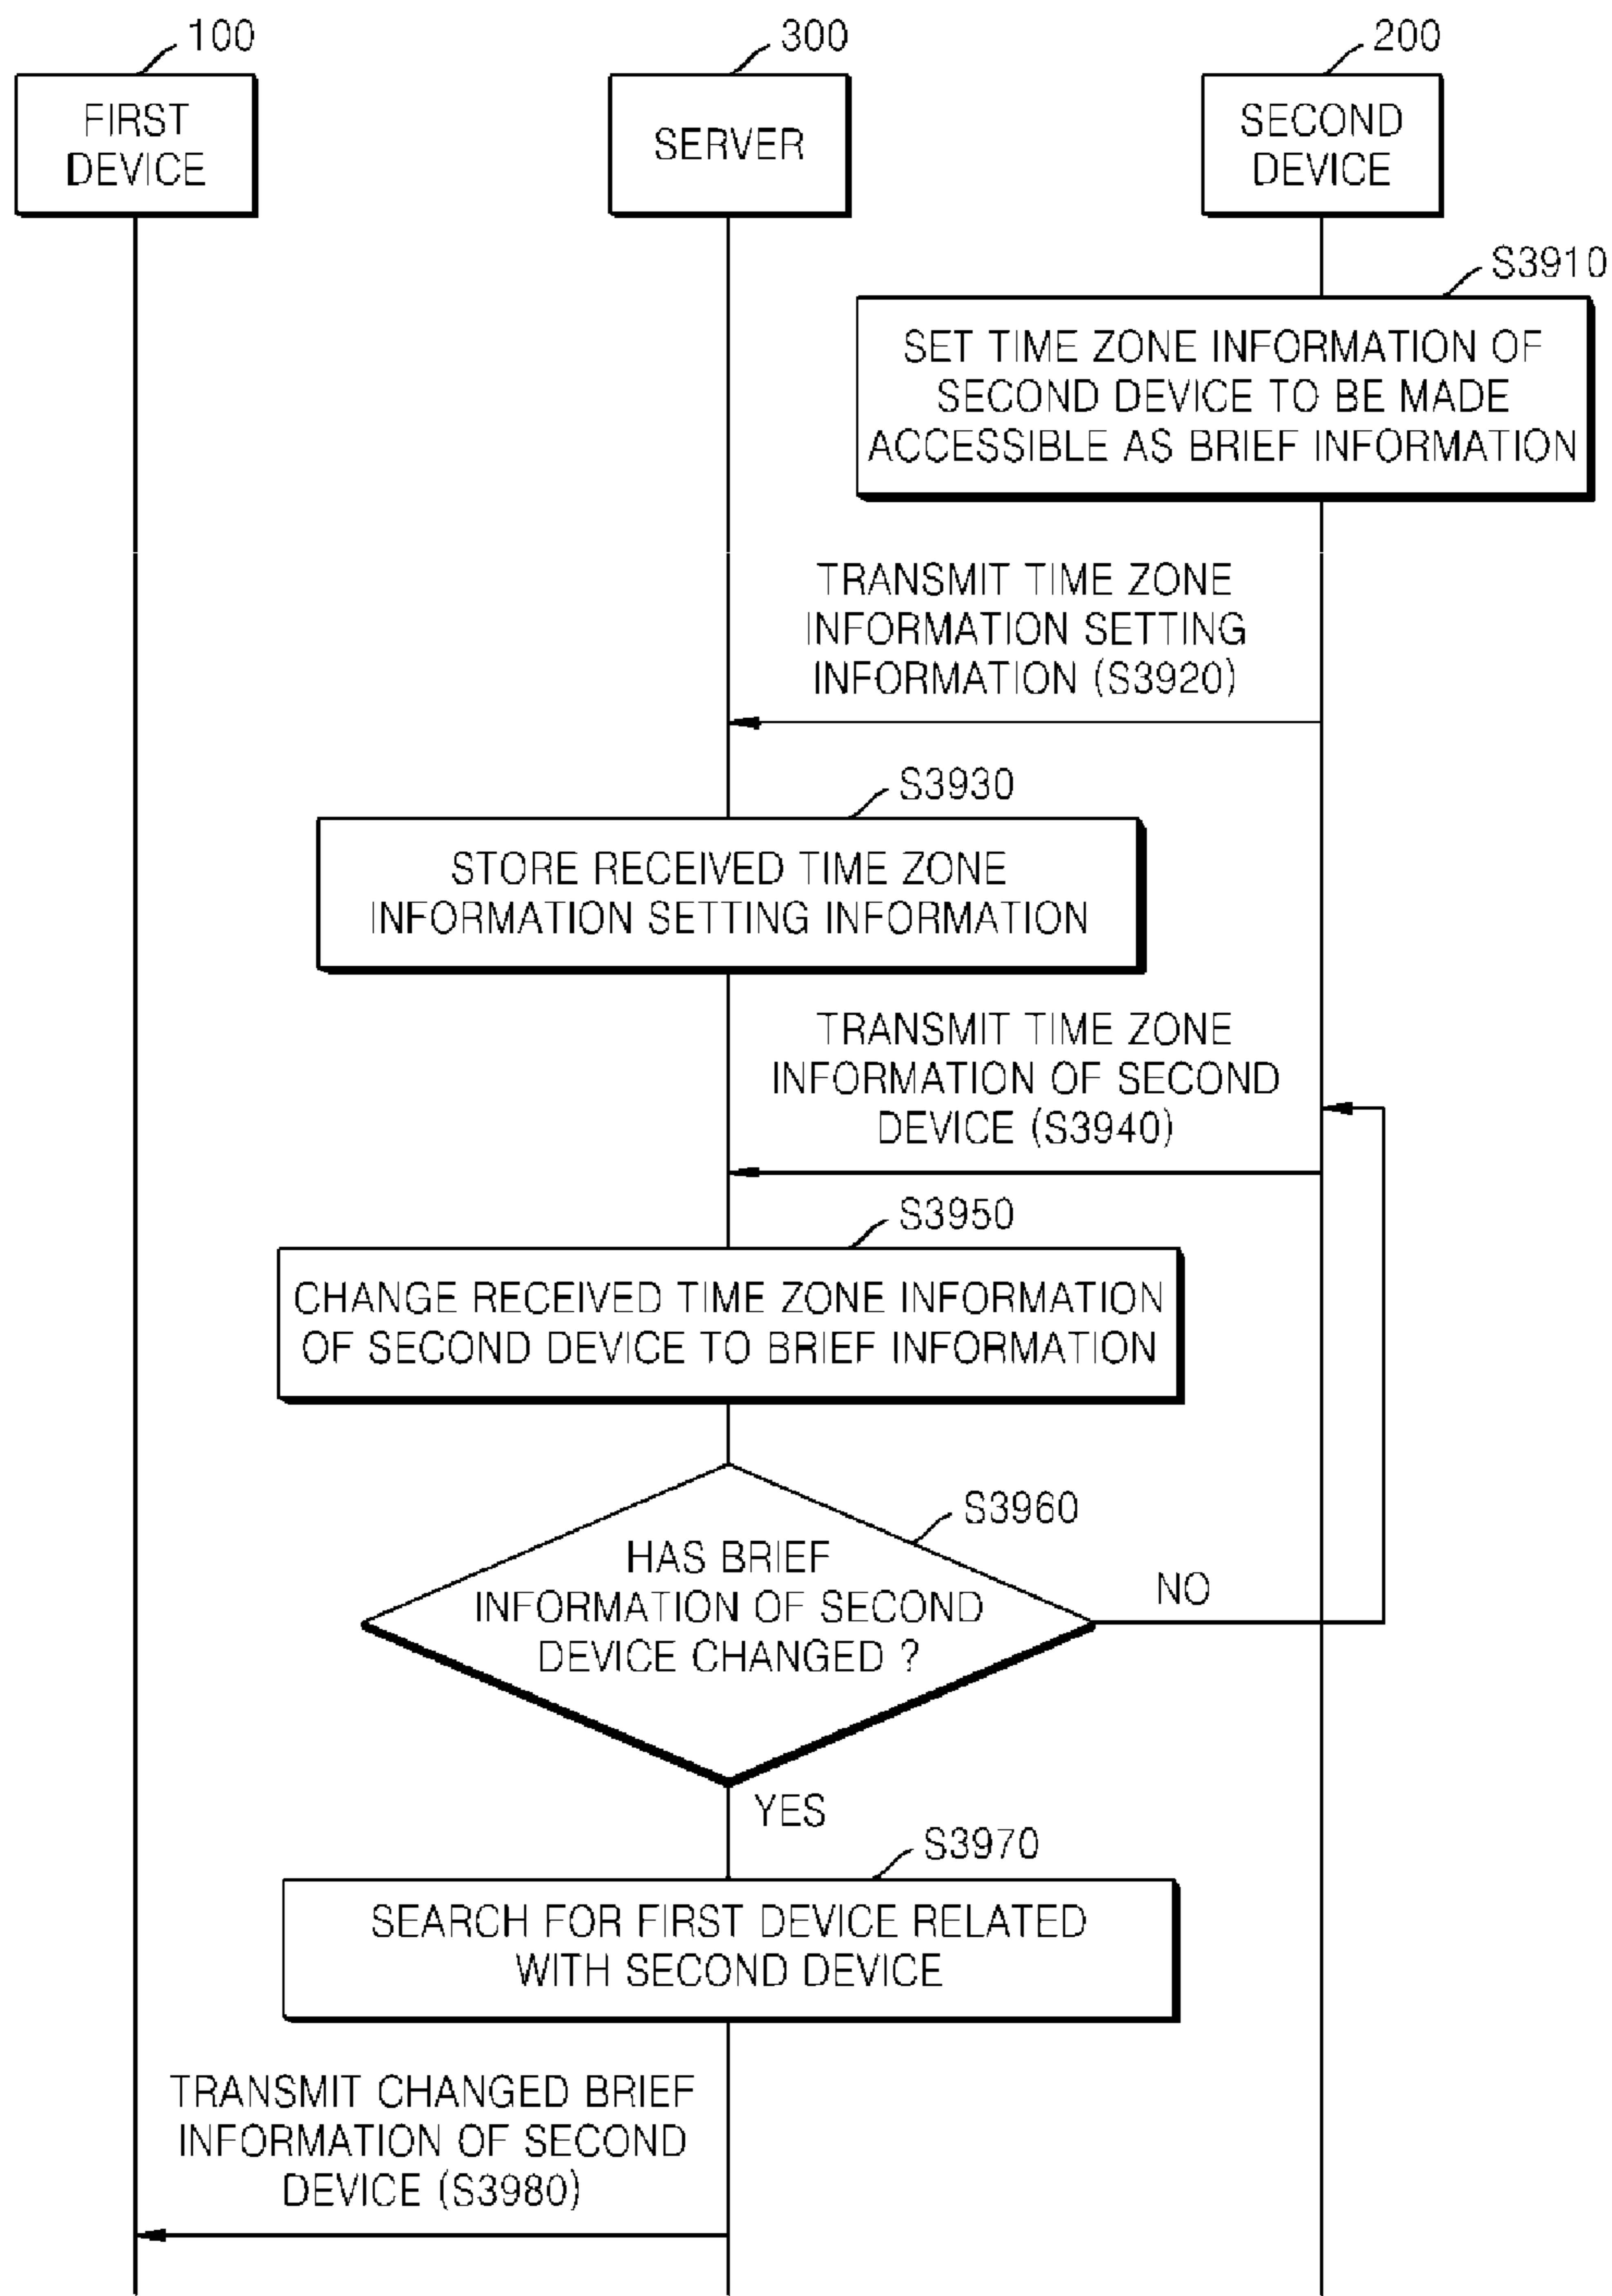 100
300
200
FIRST
DEVICE
SERVER
SECOND
DEVICE
S3910
SET TIME ZONE INFORMATION OF
SECOND DEVICE TO BE MADE
ACCESSIBLE AS BRIEF INFORMATION
TRANSMIT TIME ZONE
INFORMATION SETTING
INFORMATION (S3920)
S3930
STORE RECEIVED TIME ZONE
INFORMATION SETTING INFORMATION
TRANSMIT TIME ZONE
INFORMATION OF SECOND
DEVICE (S3940)
S3950
CHANGE RECEIVED TIME ZONE INFORMATION
OF SECOND DEVICE TO BRIEF INFORMATION
S3960
HAS BRIEF
INFORMATION OF SECOND
DEVICE CHANGED ?
NO
YES
S3970
SEARCH FOR FIRST DEVICE RELATED
WITH SECOND DEVICE
TRANSMIT CHANGED BRIEF
INFORMATION OF SECOND
DEVICE (S3980)